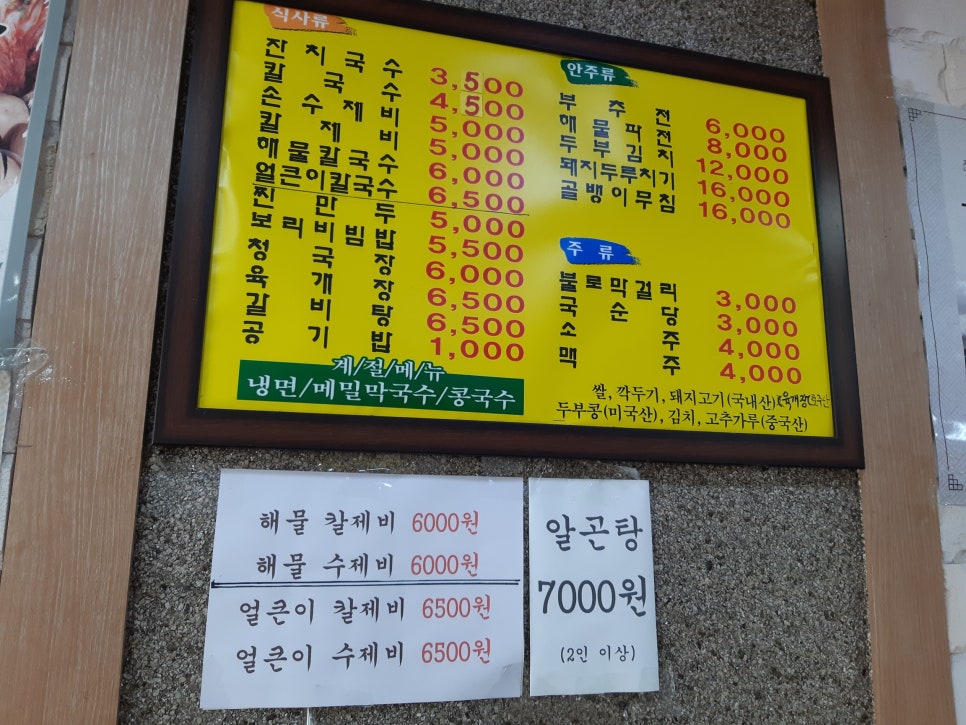 식사류
잔치국수 3,500
칼국수 4,500
손수제비 5,000
칼제비 5,000
해물칼국수 6,000
얼큰이칼국수 6,500
찐만두 5,000
보리비빔밥 5,500
청국장 6,000
육개장 6,500
갈비탕 6,500
공기밥 1,000
계/절/메/뉴
냉면/메밀막국수/콩국수
안주류
부추전 6,000
해물파전 8,000
두부김치 12,000
돼지두루치기 16,000
골뱅이무침 16,000
주류
불로막걸리 3,000
국순당 3,000
소주 4,000
맥주 4,000
쌀, 깍두기, 돼지고기(국내산)
두부콩(미국산), 김치, 고추가루(중국산)
해물 칼제비 6000원
해물 수제비 6000원
얼큰이 칼제비 6500원
얼큰이 수제비 6500원
알곤탕
7000원
(2인 이상)